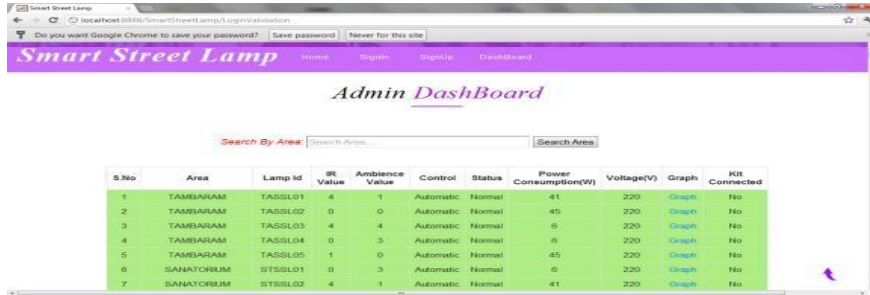 Smart Street Lamp
localhost:8888/SmartStreetLamp/LoginValidation
Do you want Google Chrome to save your password? Save password Never for this site
Smart Street Lamp Home SignIn SignUp DashBoard
Admin DashBoard
Search By Area: Search Area... Search Area
S.No Area Lamp Id IR Value Ambience Value Control Status Power Consumption(W) Voltage(V) Graph Kit Connected
1 TAMBARAM TASSL01 4 1 Automatic Normal 41 220 Graph No
2 TAMBARAM TASSL02 0 0 Automatic Normal 45 220 Graph No
3 TAMBARAM TASSL03 4 4 Automatic Normal 6 220 Graph No
4 TAMBARAM TASSL04 0 3 Automatic Normal 6 220 Graph No
5 TAMBARAM TASSL05 1 0 Automatic Normal 45 220 Graph No
6 SANATORIUM STSSL01 0 3 Automatic Normal 6 220 Graph No
7 SANATORIUM STSSL02 4 1 Automatic Normal 41 220 Graph No